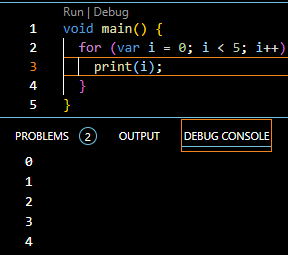 Run | Debug
1 void main() {
2 for (var i = 0; i < 5; i++)
3 print(i);
4 }
5 }
PROBLEMS 2 OUTPUT DEBUG CONSOLE
0
1
2
3
4